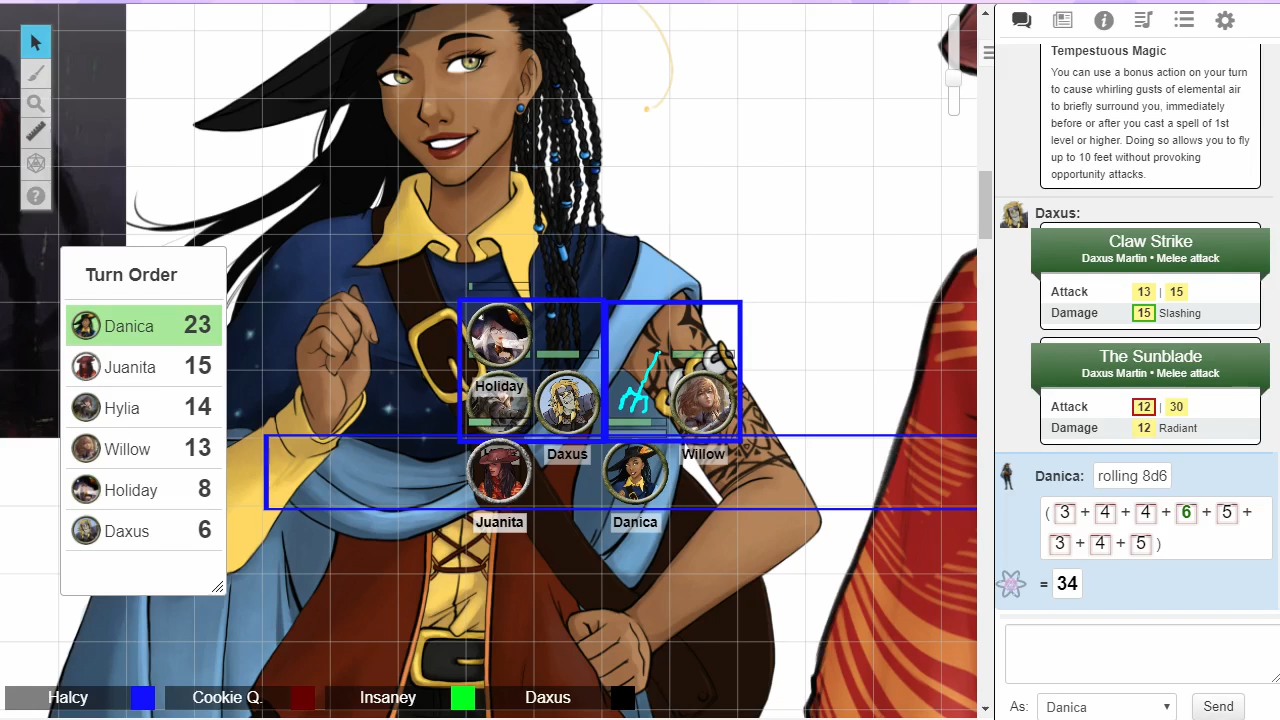 Tempestuous Magic
You can use a bonus action on your turn
to cause whirling gusts of elemental air
to briefly surround you, immediately
before or after you cast a spell of 1st
level or higher. Doing so allows you to fly
up to 10 feet without provoking
opportunity attacks.
Daxus:
Claw Strike
Daxus Martin • Melee attack
Attack 13 | 15
Damage 15 Slashing
The Sunblade
Daxus Martin • Melee attack
Attack 12 | 30
Damage 12 Radiant
Danica: rolling 8d6
( 3 + 4 + 4 + 6 + 5 +
3 + 4 + 5 )
= 34
As: Danica Send
Turn Order
Danica 23
Juanita 15
Hylia 14
Willow 13
Holiday 8
Daxus 6
Holiday
Daxus
Willow
Juanita
Danica
Halcy
Cookie Q.
Insaney
Daxus